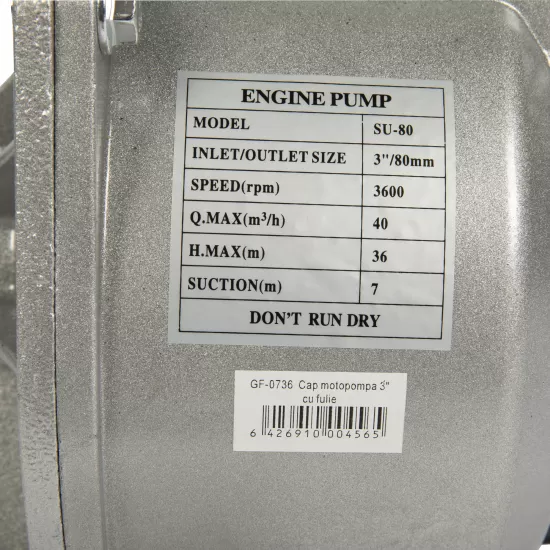 ENGINE PUMP
MODEL SU-80
INLET/OUTLET SIZE 3"/80mm
SPEED(rpm) 3600
Q.MAX(m³/h) 40
H.MAX(m) 36
SUCTION(m) 7
DON'T RUN DRY
GF-0736 Cap motopompa 3"
cu fulie
6 426910 004565